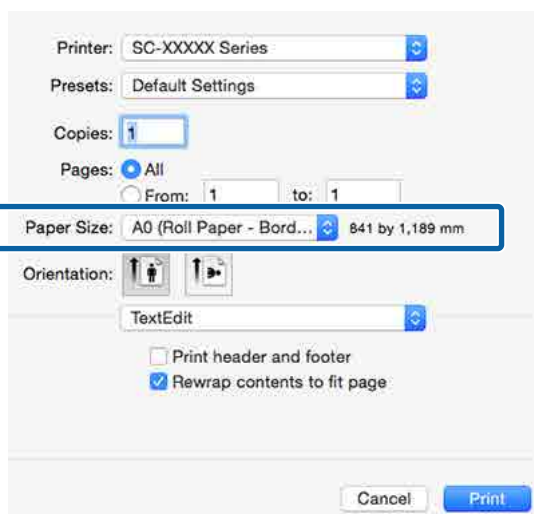 Printer: SC-XXXXX Series
Presets: Default Settings
Copies: 1
Pages: All
From: 1 to: 1
Paper Size: A0 (Roll Paper - Bord... 841 by 1,189 mm
Orientation:
TextEdit
Print header and footer
Rewrap contents to fit page
Cancel Print